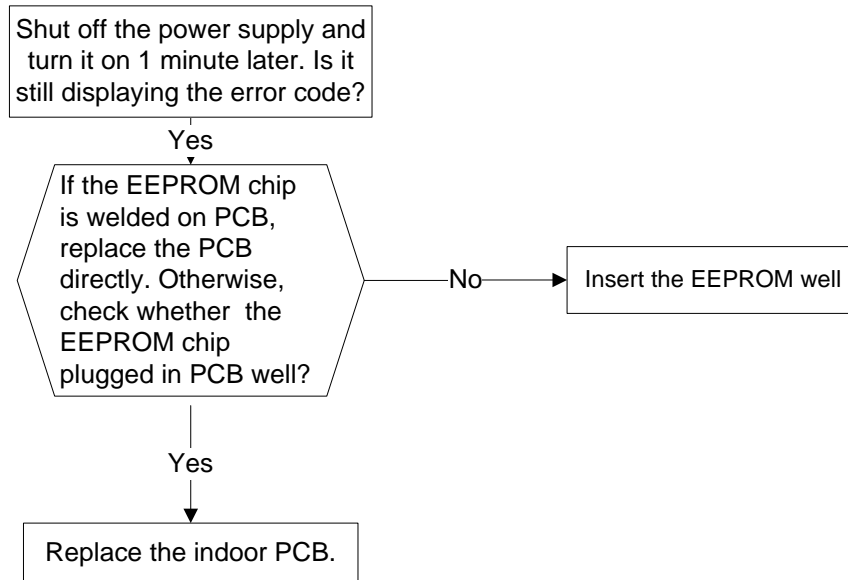 Shut off the power supply and
turn it on 1 minute later. Is it
still displaying the error code?
Yes
If the EEPROM chip
is welded on PCB,
replace the PCB
directly. Otherwise,
check whether the
EEPROM chip
plugged in PCB well?
No
Insert the EEPROM well
Yes
Replace the indoor PCB.